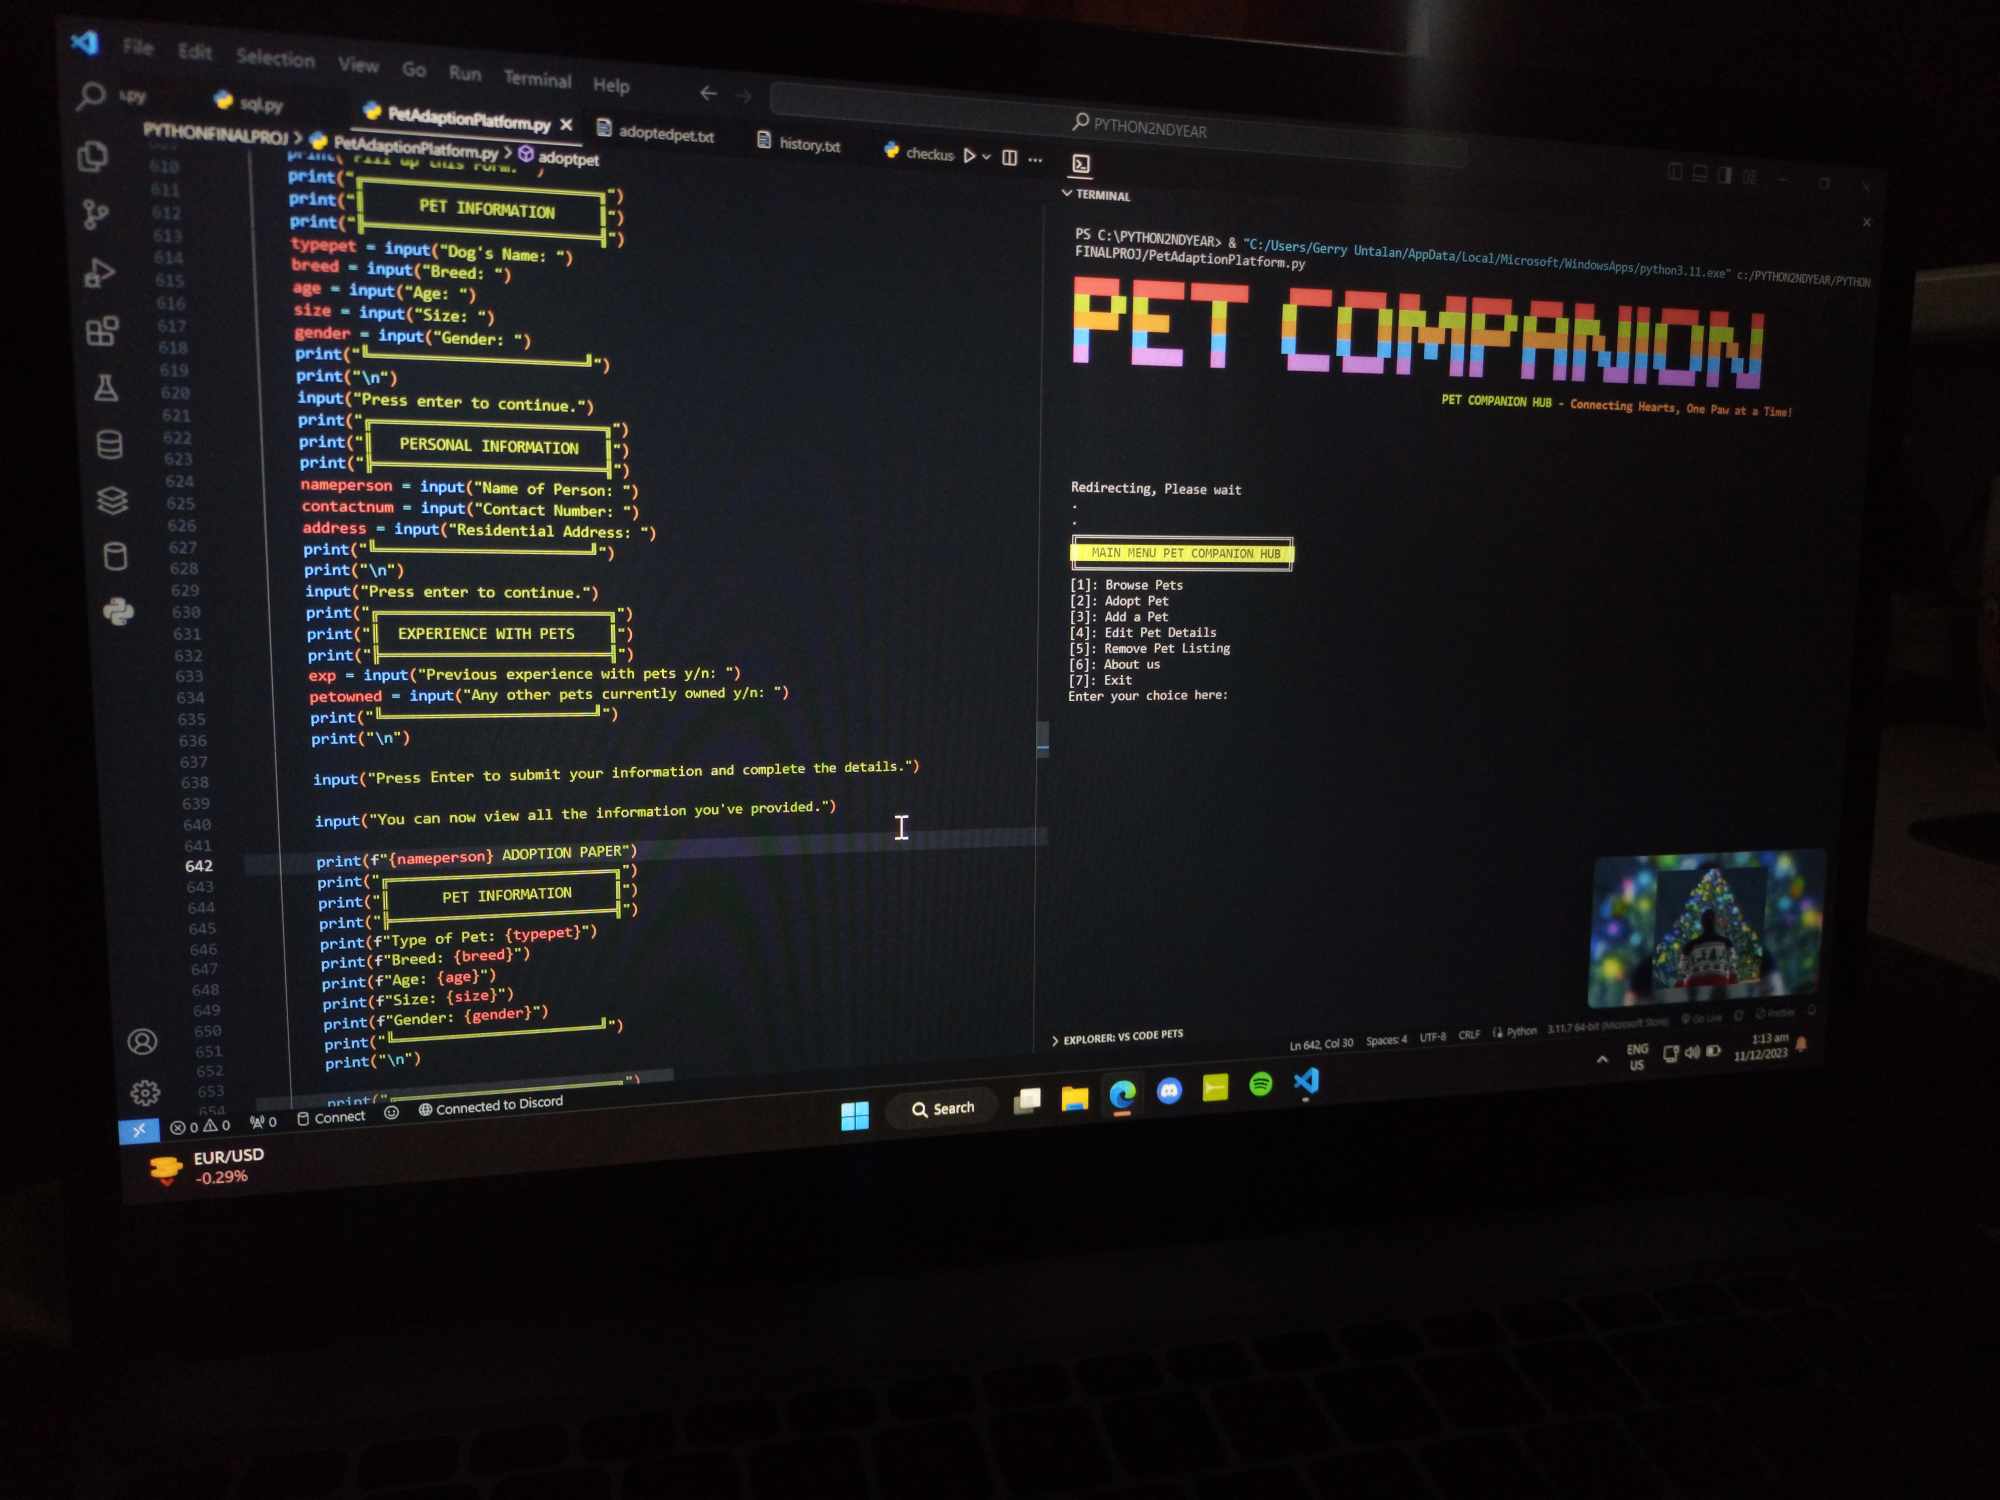 File Edit Selection View Go Run Terminal Help
PYTHON2NDYEAR
.py sql.py PetAdaptionPlatform.py adoptedpet.txt history.txt checkus
PYTHONFINALPROJ > PetAdaptionPlatform.py > adoptpet
610 print("Fill up this Form: ")
611 print("╔══════════╗")
612 print("║ PET INFORMATION ║")
613 print("╠══════════╣")
614 typepet = input("Dog's Name: ")
615 breed = input("Breed: ")
616 age = input("Age: ")
617 size = input("Size: ")
618 gender = input("Gender: ")
619 print("╚══════════╝")
620 print("\n")
621 input("Press enter to continue.")
622 print("╔══════════╗")
623 print("║ PERSONAL INFORMATION ║")
624 print("╠══════════╣")
625 nameperson = input("Name of Person: ")
626 contactnum = input("Contact Number: ")
627 address = input("Residential Address: ")
628 print("╚══════════╝")
629 print("\n")
630 input("Press enter to continue.")
631 print("╔══════════╗")
632 print("║ EXPERIENCE WITH PETS ║")
633 print("╠══════════╣")
634 exp = input("Previous experience with pets y/n: ")
635 petowned = input("Any other pets currently owned y/n: ")
636 print("╚══════════╝")
637 print("\n")
638
639 input("Press Enter to submit your information and complete the details.")
640
641 input("You can now view all the information you've provided.")
642 print(f"{nameperson} ADOPTION PAPER")
643 print("╔══════════╗")
644 print("║ PET INFORMATION ║")
645 print("╠══════════╣")
646 print(f"Type of Pet: {typepet}")
647 print(f"Breed: {breed}")
648 print(f"Age: {age}")
649 print(f"Size: {size}")
650 print(f"Gender: {gender}")
651 print("╚══════════╝")
652 print("\n")
653
654 print("╔══════════╗")
TERMINAL
PS C:\PYTHON2NDYEAR> & "C:/Users/Gerry Untalan/AppData/Local/Microsoft/WindowsApps/python3.11.exe" c:/PYTHON2NDYEAR/PYTHON
FINALPROJ/PetAdaptionPlatform.py
PET COMPANION
PET COMPANION HUB - Connecting Hearts, One Paw at a Time!
Redirecting, Please wait
.
.
MAIN MENU PET COMPANION HUB
[1]: Browse Pets
[2]: Adopt Pet
[3]: Add a Pet
[4]: Edit Pet Details
[5]: Remove Pet Listing
[6]: About us
[7]: Exit
Enter your choice here:
EXPLORER: VS CODE PETS
0 0 0 Connect Connected to Discord
Ln 642, Col 30 Spaces: 4 UTF-8 CRLF Python 3.11.7 64-bit (Microsoft Store) Go Live Prettier
EUR/USD
-0.29%
Search
ENG
US
1:13 am
11/12/2023